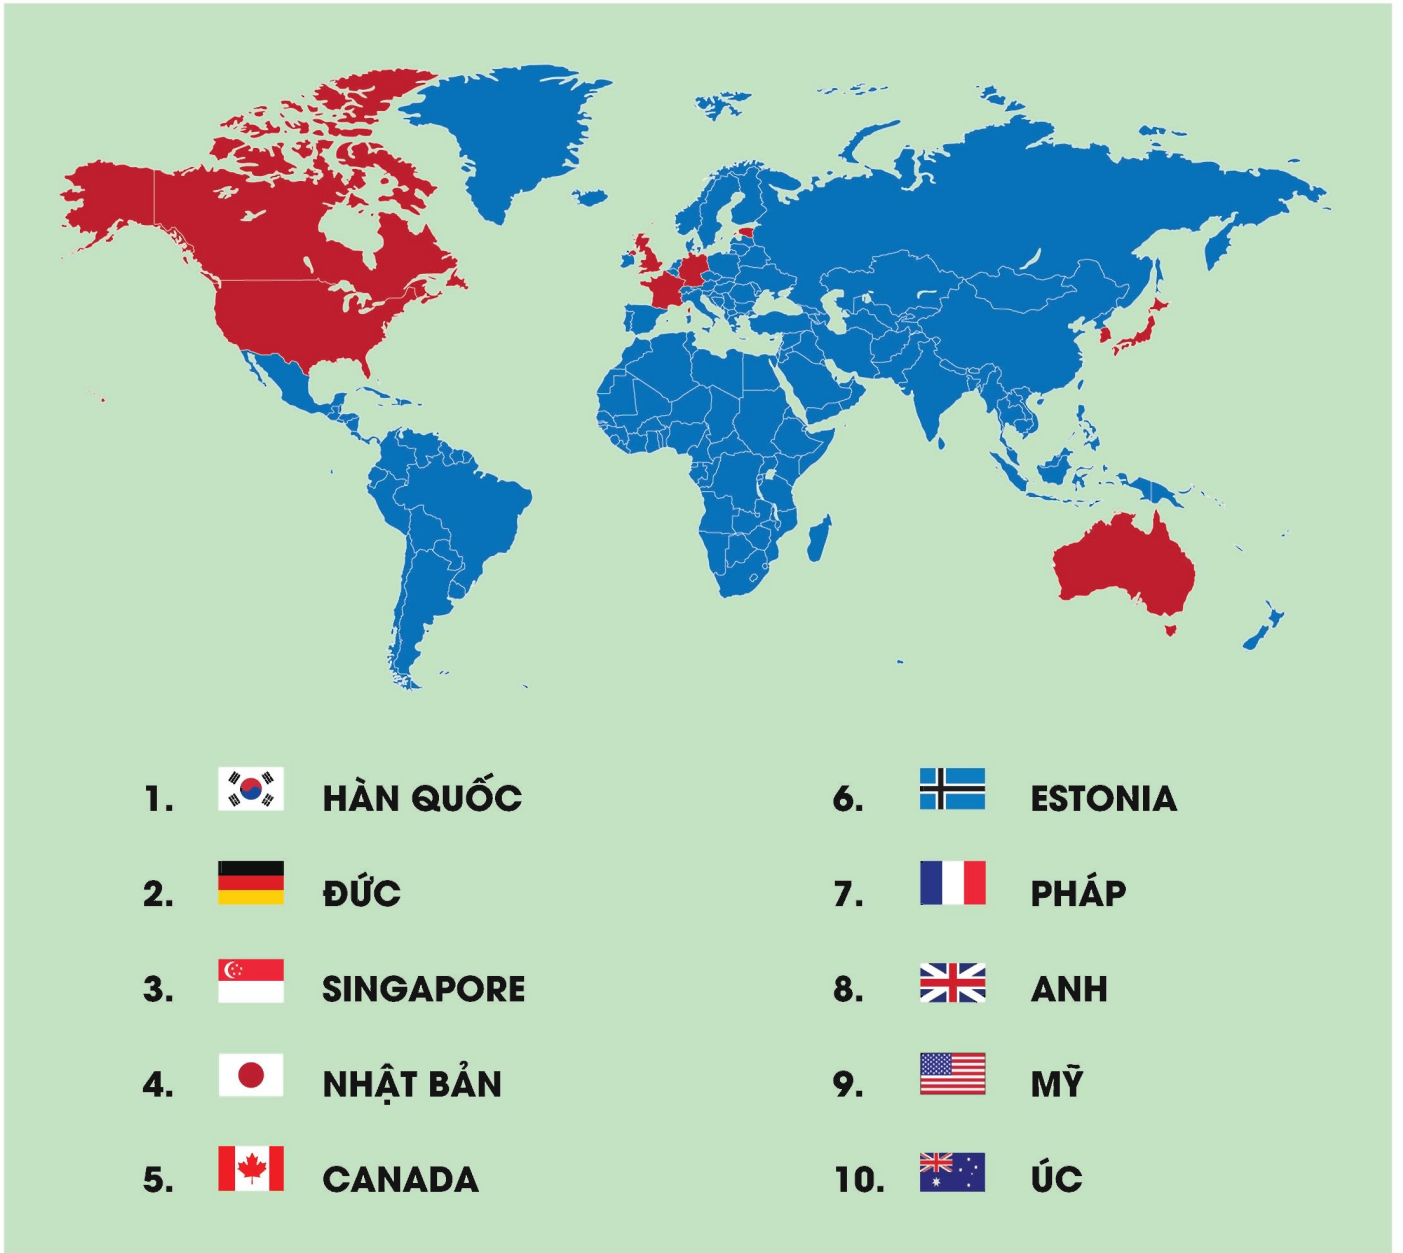 1. HÀN QUỐC
2. ĐỨC
3. SINGAPORE
4. NHẬT BẢN
5. CANADA
6. ESTONIA
7. PHÁP
8. ANH
9. MỸ
10. ÚC